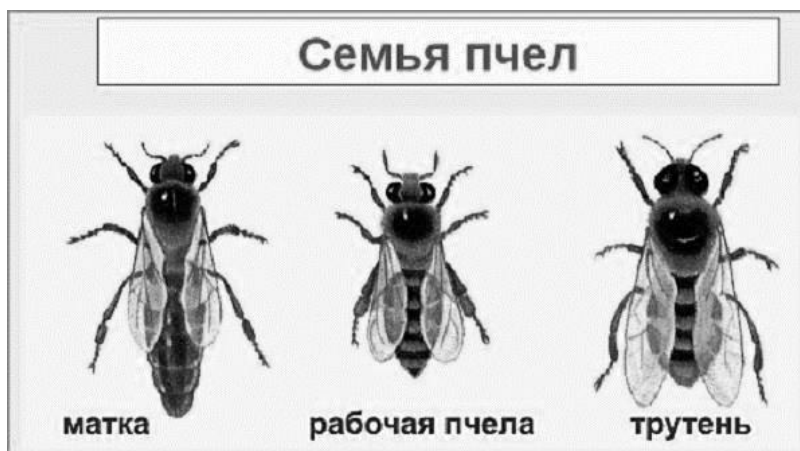 Семья пчел
матка
рабочая пчела
трутень